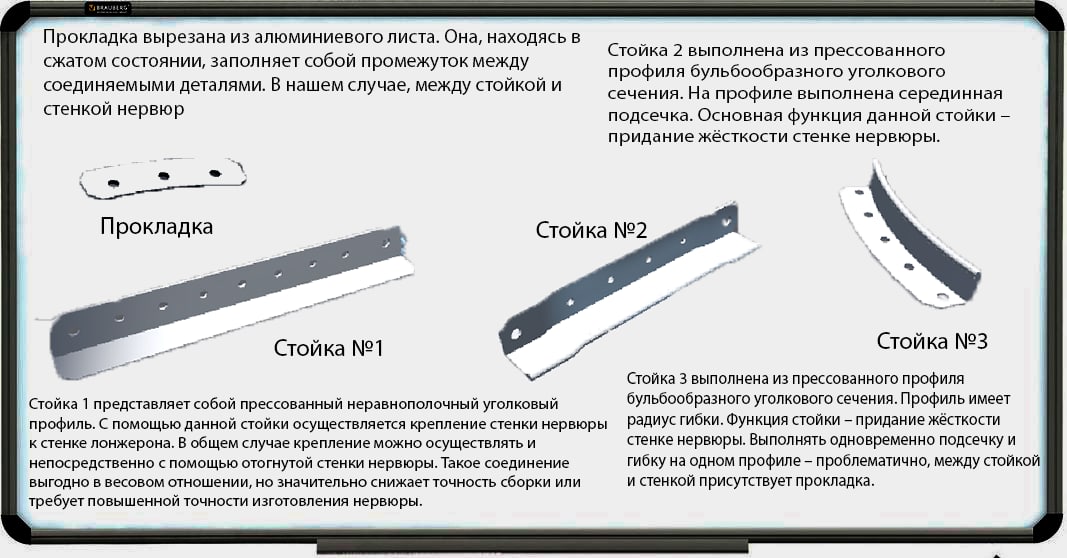 BRAUBERG
Прокладка вырезана из алюминиевого листа. Она, находясь в
сжатом состоянии, заполняет собой промежуток между
соединяемыми деталями. В нашем случае, между стойкой и
стенкой нервюр
Стойка 2 выполнена из прессованного
профиля бульбообразного уголкового
сечения. На профиле выполнена серединная
подсечка. Основная функция данной стойки –
придание жёсткости стенке нервюры.
Прокладка
Стойка №2
Стойка №1
Стойка №3
Стойка 1 представляет собой прессованный неравнополочный уголковый
профиль. С помощью данной стойки осуществляется крепление стенки нервюры
к стенке лонжерона. В общем случае крепление можно осуществлять и
непосредственно с помощью отогнутой стенки нервюры. Такое соединение
выгодно в весовом отношении, но значительно снижает точность сборки или
требует повышенной точности изготовления нервюры.
Стойка 3 выполнена из прессованного профиля
бульбообразного уголкового сечения. Профиль имеет
радиус гибки. Функция стойки – придание жёсткости
стенке нервюры. Выполнять одновременно подсечку и
гибку на одном профиле – проблематично, между стойкой
и стенкой присутствует прокладка.